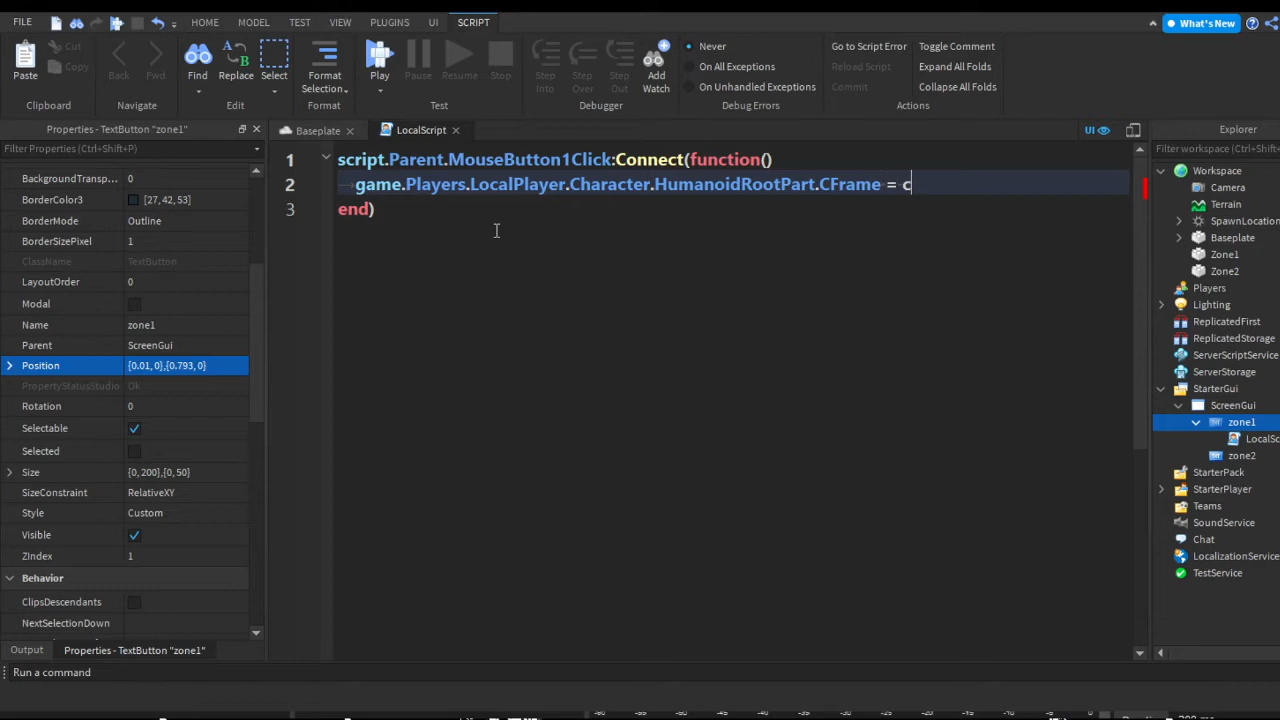 FILE HOME MODEL TEST VIEW PLUGINS UI SCRIPT What's New
Cut
Copy
Paste Back Fwd Find Replace Select Format Selection Play Pause Resume Stop Step Into Step Over Step Out Add Watch
Never
On All Exceptions
On Unhandled Exceptions
Go to Script Error
Reload Script
Commit
Toggle Comment
Expand All Folds
Collapse All Folds
Clipboard Navigate Edit Format Test Debugger Debug Errors Actions
Properties - TextButton "zone1"
Filter Properties (Ctrl+Shift+P)
BackgroundTransp... 0
BorderColor3 [27, 42, 53]
BorderMode Outline
BorderSizePixel 1
ClassName TextButton
LayoutOrder 0
Modal
Name zone1
Parent ScreenGui
Position {0.01, 0},{0.793, 0}
PropertyStatusStudio Ok
Rotation 0
Selectable
Selected
Size {0, 200},{0, 50}
SizeConstraint RelativeXY
Style Custom
Visible
ZIndex 1
Behavior
ClipsDescendants
NextSelectionDown
Output Properties - TextButton "zone1"
Run a command
Baseplate LocalScript UI
1 script.Parent.MouseButton1Click:Connect(function()
2 game.Players.LocalPlayer.Character.HumanoidRootPart.CFrame = c
3 end)
Explorer
Filter workspace (Ctrl+Sh
Workspace
Camera
Terrain
SpawnLocation
Baseplate
Zone1
Zone2
Players
Lighting
ReplicatedFirst
ReplicatedStorage
ServerScriptService
ServerStorage
StarterGui
ScreenGui
zone1
LocalSc
zone2
StarterPack
StarterPlayer
Teams
SoundService
Chat
LocalizationService
TestService